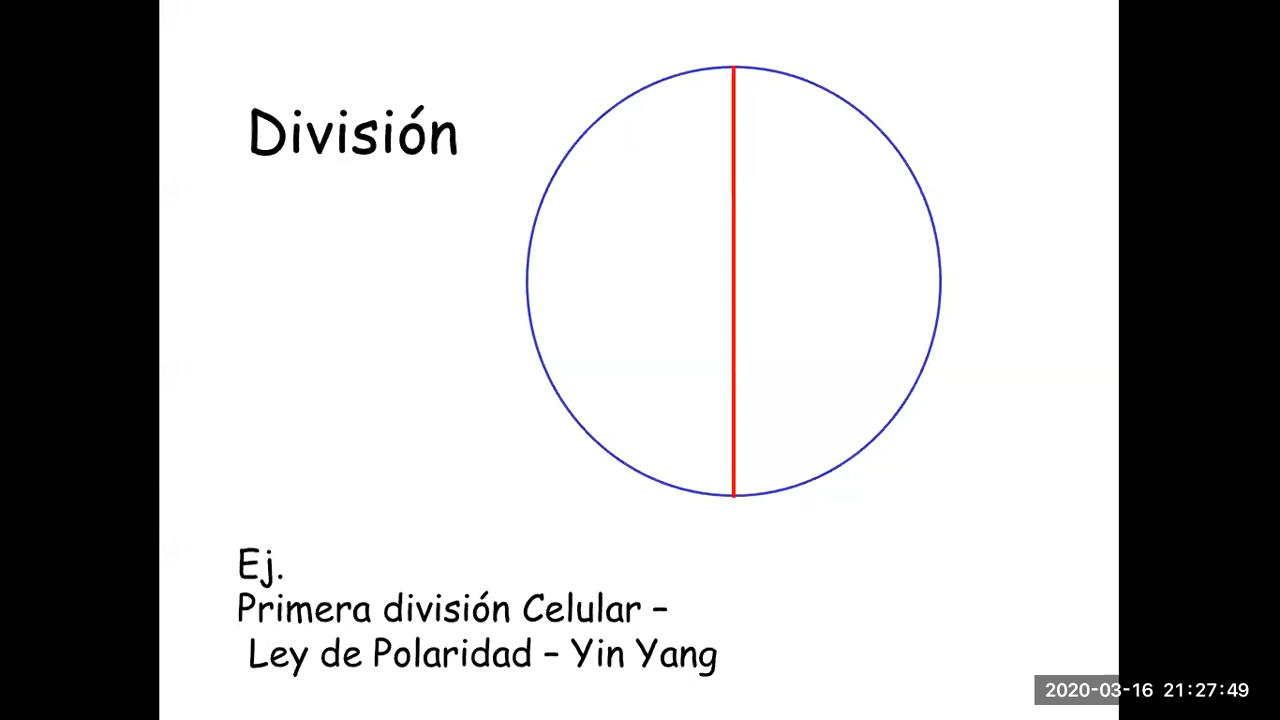 División
Ej.
Primera división Celular –
Ley de Polaridad – Yin Yang
2020-03-16 21:27:49